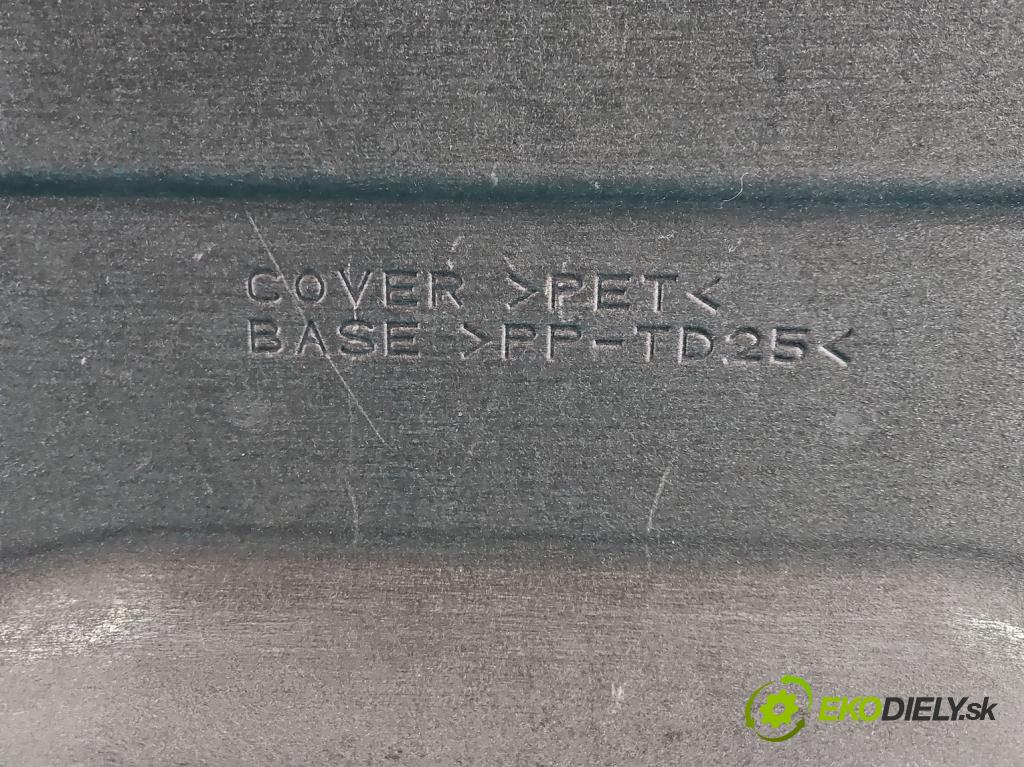 COVER >PET<
BASE >PP-TD25<
EKODIELY.sk